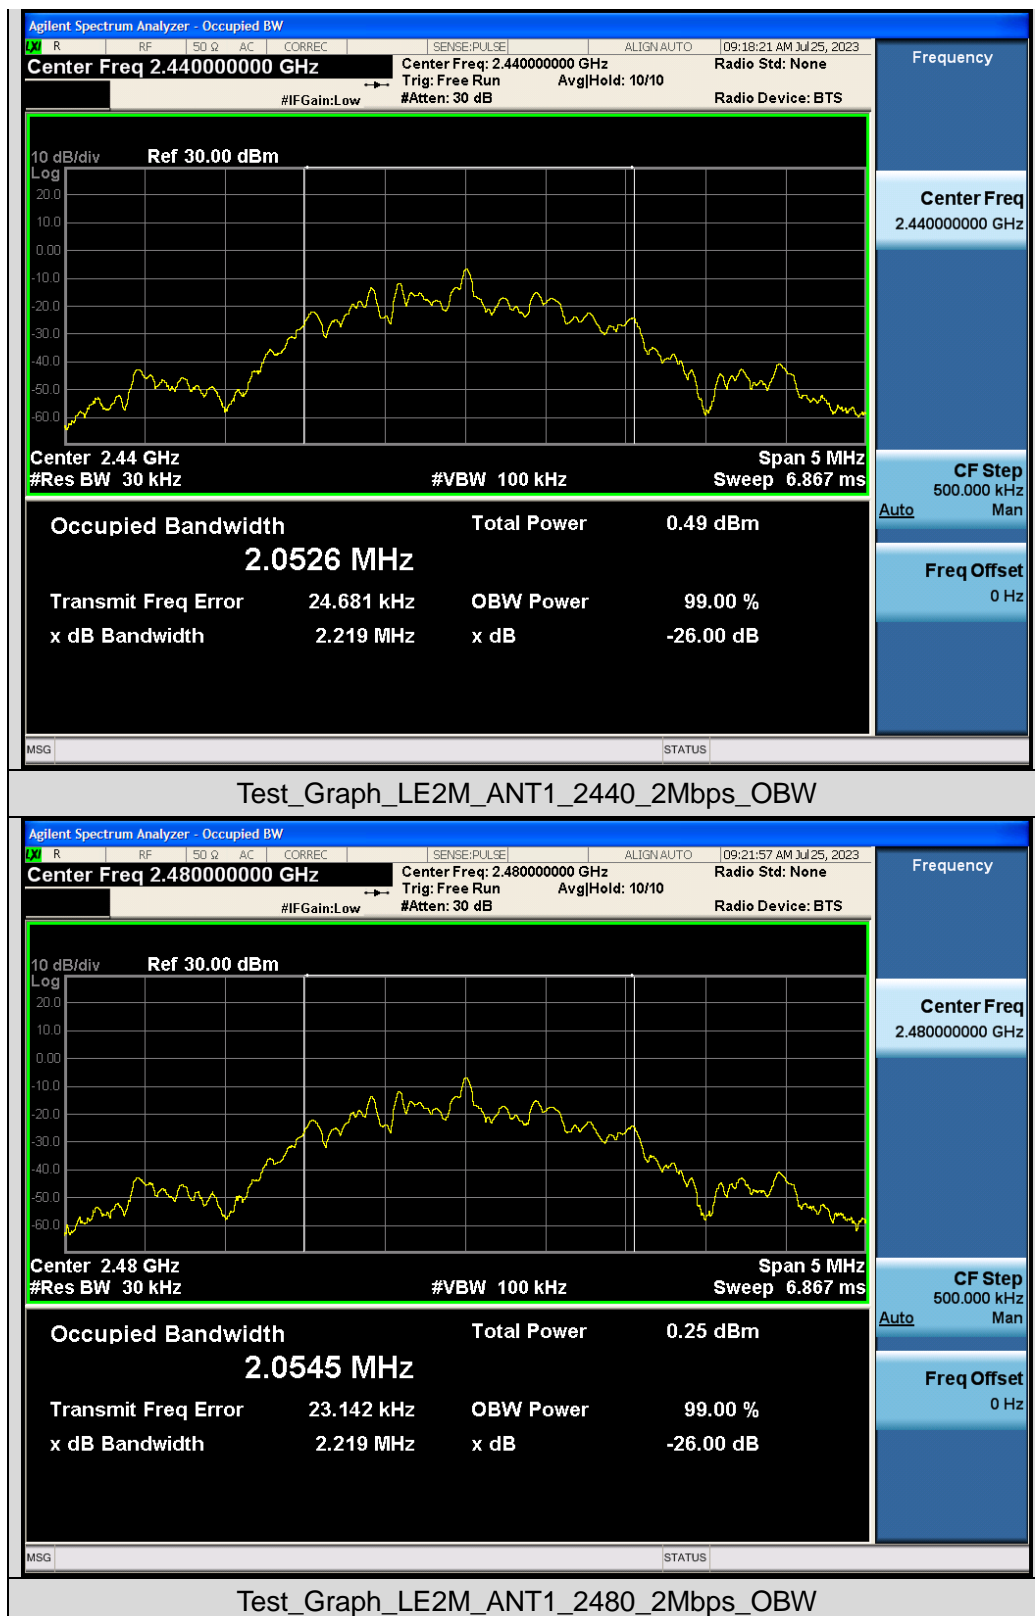 Agilent Spectrum Analyzer - Occupied BW
LXI R RF 50 Ω AC CORREC SENSE:PULSE ALIGN AUTO 09:18:21 AM Jul 25, 2023
Center Freq 2.440000000 GHz
Center Freq: 2.440000000 GHz Radio Std: None
Trig: Free Run Avg|Hold: 10/10
#IFGain:Low #Atten: 30 dB Radio Device: BTS
Frequency
10 dB/div Ref 30.00 dBm
Log
20.0
10.0
0.00
-10.0
-20.0
-30.0
-40.0
-50.0
-60.0
Center 2.44 GHz Span 5 MHz
#Res BW 30 kHz #VBW 100 kHz Sweep 6.867 ms
Center Freq
2.440000000 GHz
CF Step
500.000 kHz
Auto Man
Freq Offset
0 Hz
Occupied Bandwidth Total Power 0.49 dBm
2.0526 MHz
Transmit Freq Error 24.681 kHz OBW Power 99.00 %
x dB Bandwidth 2.219 MHz x dB -26.00 dB
MSG STATUS
Test_Graph_LE2M_ANT1_2440_2Mbps_OBW
Agilent Spectrum Analyzer - Occupied BW
LXI R RF 50 Ω AC CORREC SENSE:PULSE ALIGN AUTO 09:21:57 AM Jul 25, 2023
Center Freq 2.480000000 GHz
Center Freq: 2.480000000 GHz Radio Std: None
Trig: Free Run Avg|Hold: 10/10
#IFGain:Low #Atten: 30 dB Radio Device: BTS
Frequency
10 dB/div Ref 30.00 dBm
Log
20.0
10.0
0.00
-10.0
-20.0
-30.0
-40.0
-50.0
-60.0
Center 2.48 GHz Span 5 MHz
#Res BW 30 kHz #VBW 100 kHz Sweep 6.867 ms
Center Freq
2.480000000 GHz
CF Step
500.000 kHz
Auto Man
Freq Offset
0 Hz
Occupied Bandwidth Total Power 0.25 dBm
2.0545 MHz
Transmit Freq Error 23.142 kHz OBW Power 99.00 %
x dB Bandwidth 2.219 MHz x dB -26.00 dB
MSG STATUS
Test_Graph_LE2M_ANT1_2480_2Mbps_OBW